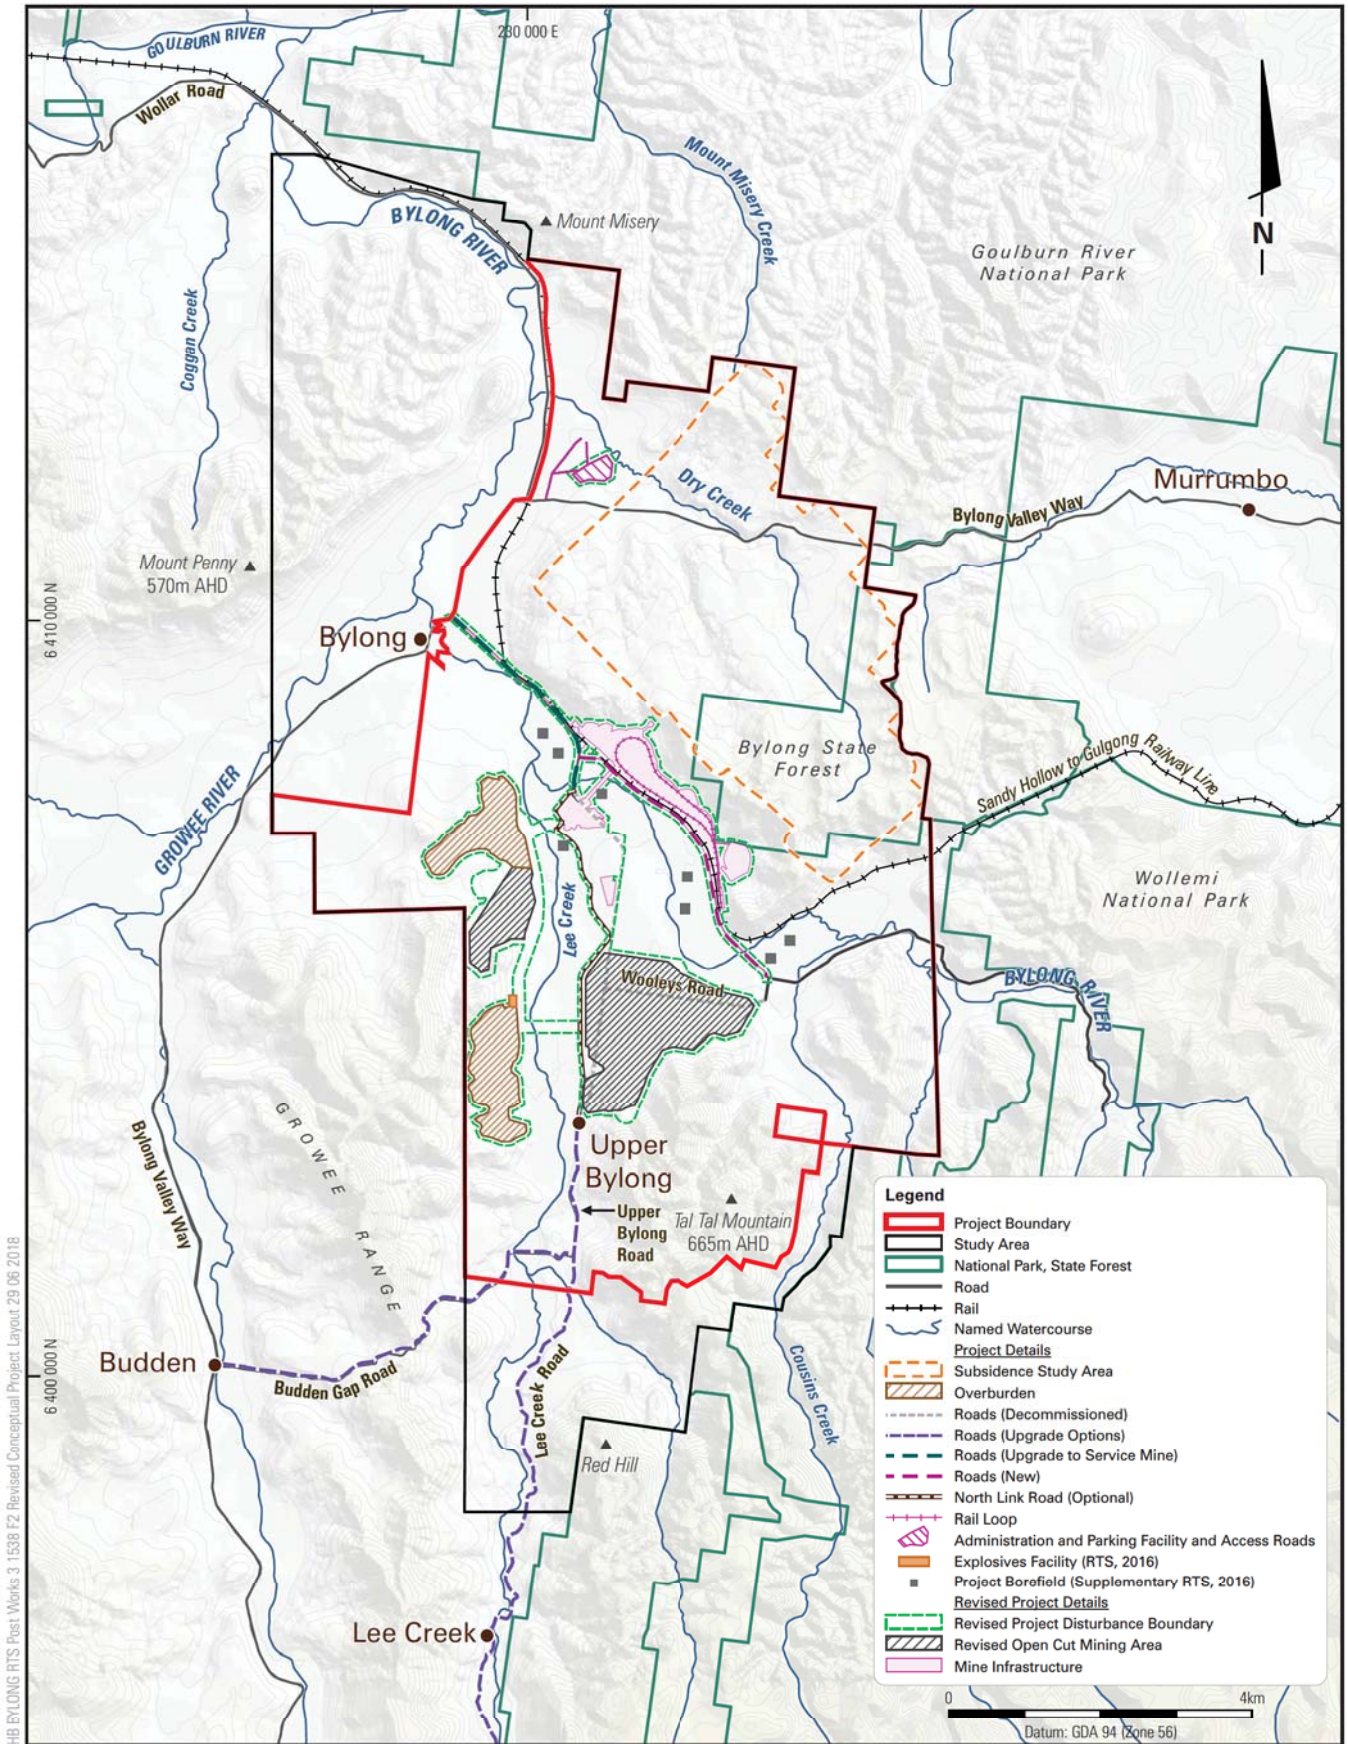 230 000 E
GOULBURN RIVER
Wollar Road
Mount Misery Creek
Mount Misery
BYLONG RIVER
N
Goulburn River
National Park
Coggan Creek
Murrumbo
Dry Creek
Bylong Valley Way
Mount Penny
570m AHD
6 410 000 N
Bylong
Bylong State
Forest
Sandy Hollow to Gulgong Railway Line
GROWEE RIVER
Wollemi
National Park
Lee Creek
Wooleys Road
BYLONG RIVER
GROWEE RANGE
Bylong Valley Way
Upper
Bylong
Upper
Bylong
Road
Tal Tal Mountain
665m AHD
6 400 000 N
Budden
Budden Gap Road
Lee Creek Road
Cousins Creek
Red Hill
Lee Creek
Legend
Project Boundary
Study Area
National Park, State Forest
Road
Rail
Named Watercourse
Project Details
Subsidence Study Area
Overburden
Roads (Decommissioned)
Roads (Upgrade Options)
Roads (Upgrade to Service Mine)
Roads (New)
North Link Road (Optional)
Rail Loop
Administration and Parking Facility and Access Roads
Explosives Facility (RTS, 2016)
Project Borefield (Supplementary RTS, 2016)
Revised Project Details
Revised Project Disturbance Boundary
Revised Open Cut Mining Area
Mine Infrastructure
0 4km
Datum: GDA 94 (Zone 56)
HB BYLONG RTS Post Works 3 1538 F2 Revised Conceptual Project Layout 29 06 2018